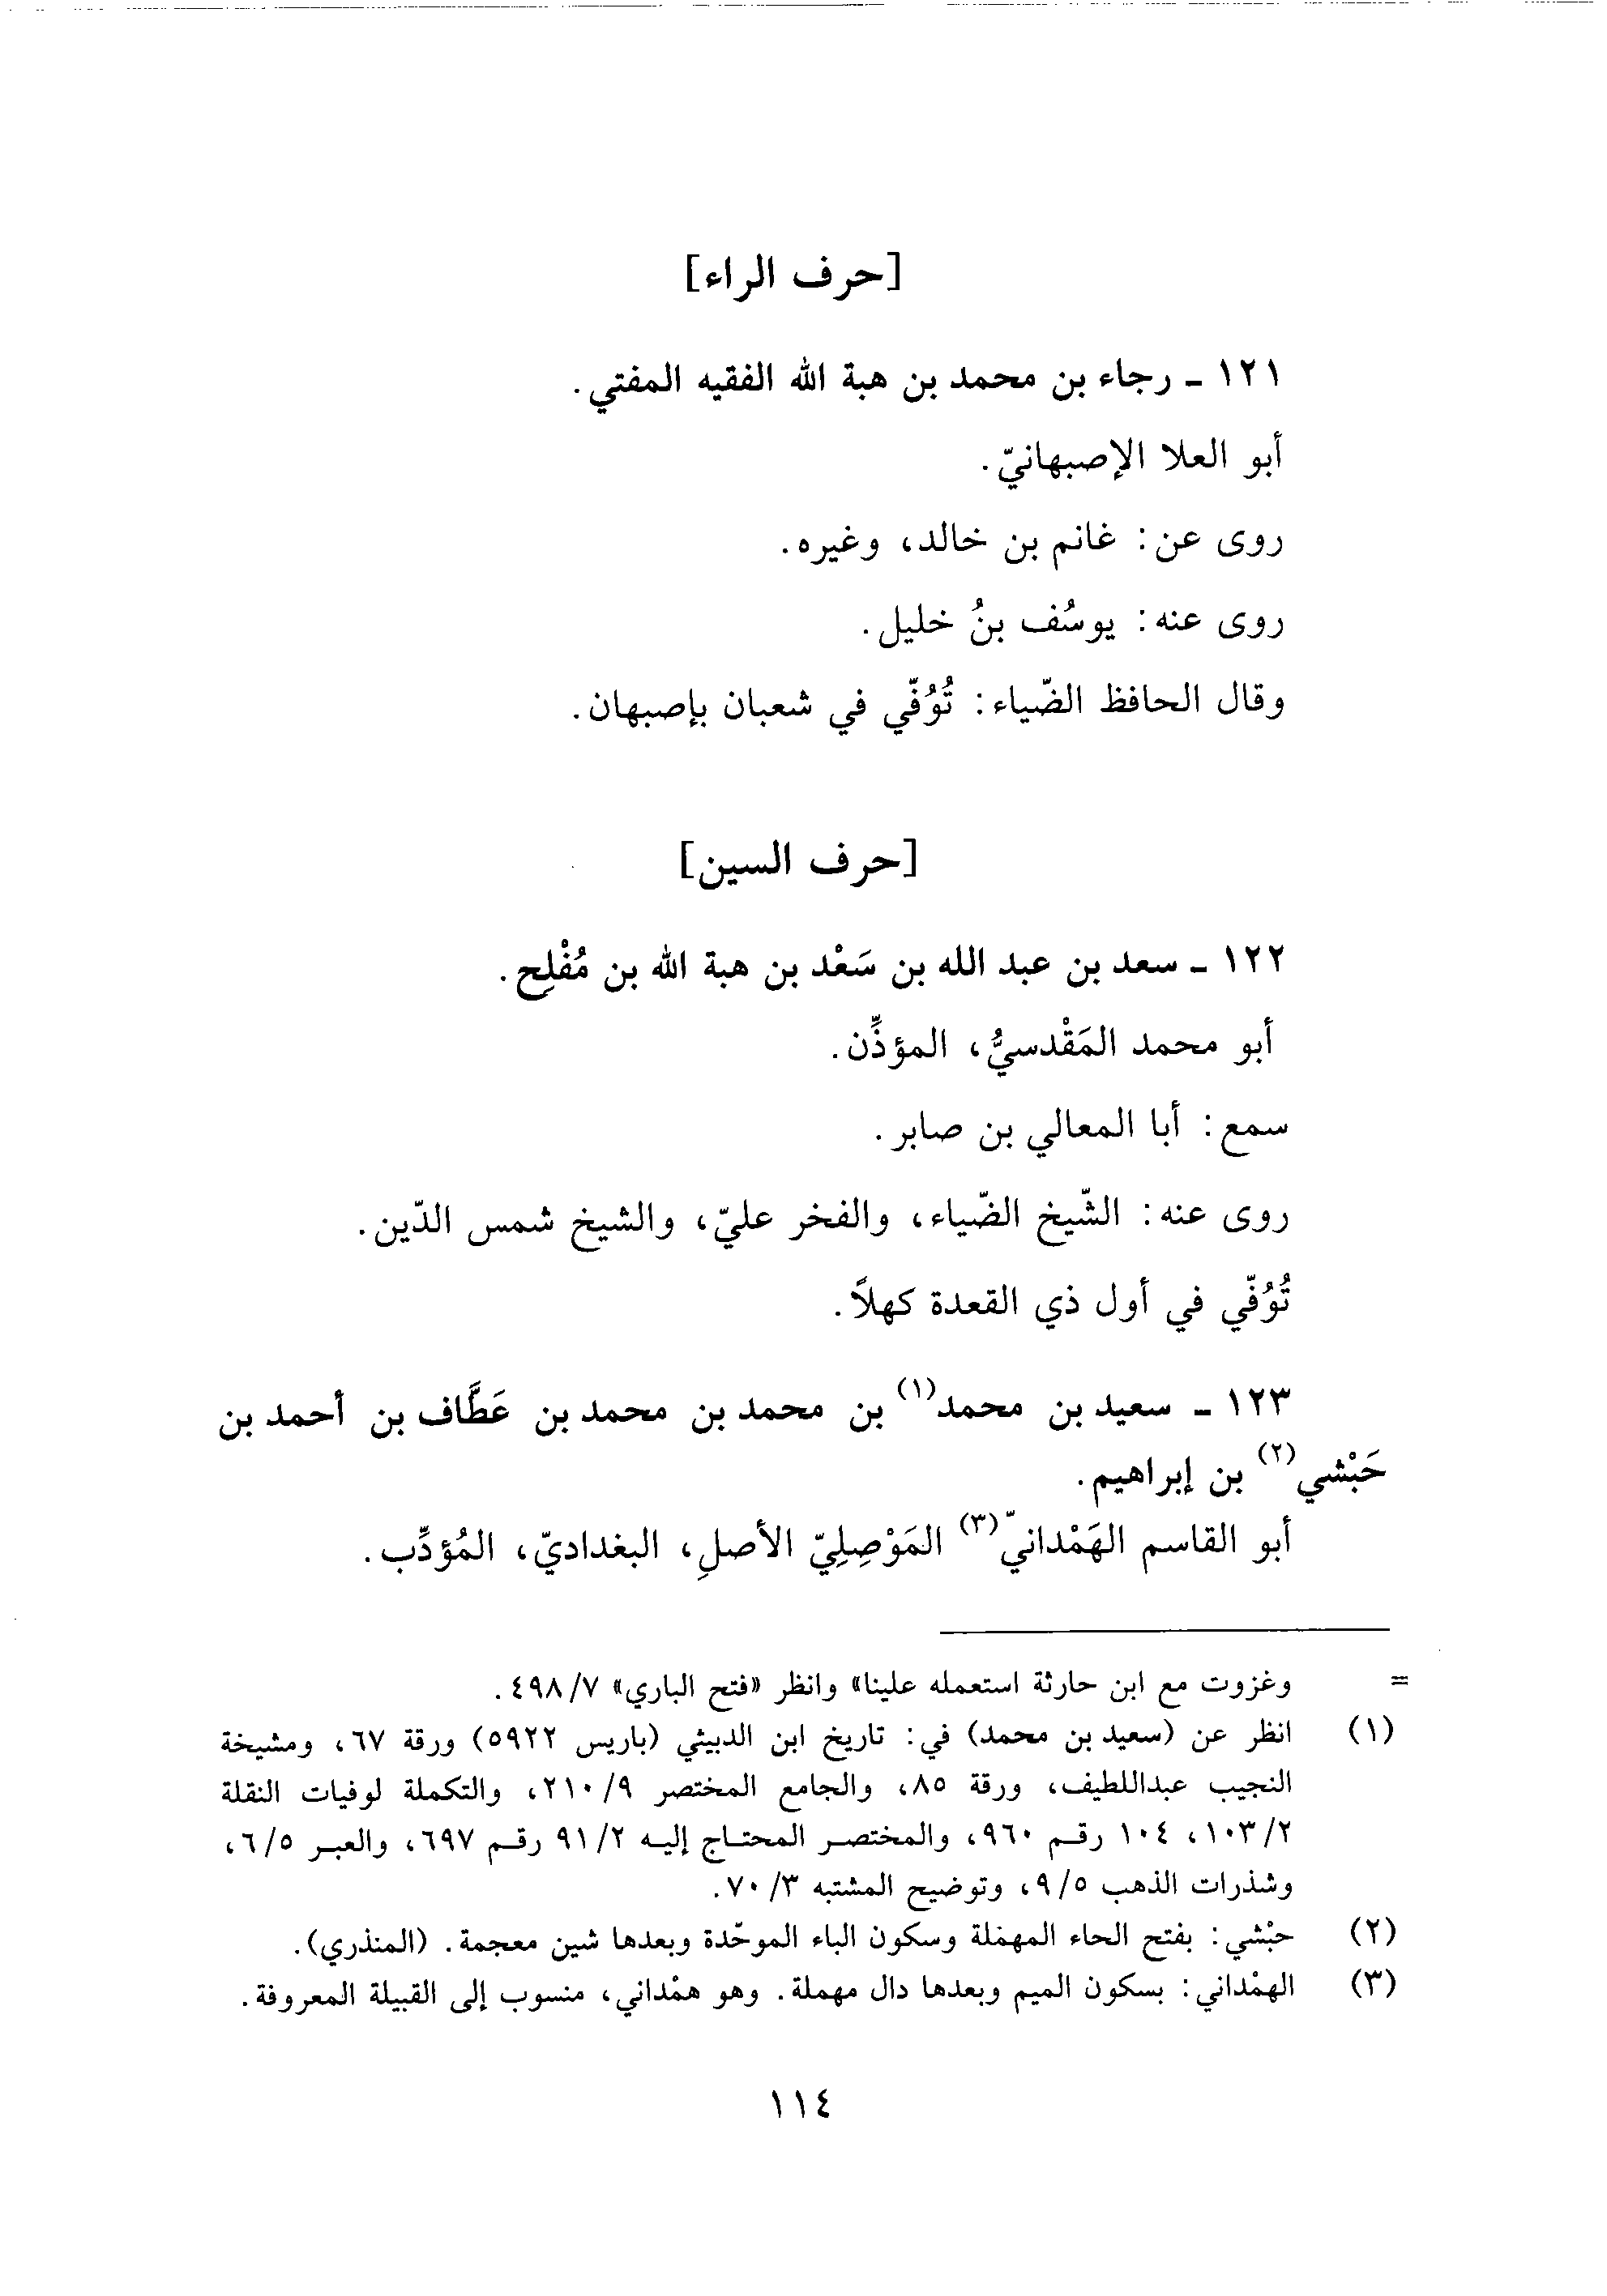 [حرف الراء]
١٢١ - رجاء بن محمد بن هبة الله الفقيه المفتي.
أبو العلا الإصبهانيّ.
روى عن: غانم بن خالد، وغيره.
روى عنه: يوسُف بنُ خليل.
وقال الحافظ الضّياء: تُوُفّي في شعبان بإصبهان.
[حرف السين]
١٢٢ - سعد بن عبد الله بن سَعْد بن هبة الله بن مُفْلِح.
أبو محمد المَقْدسيُّ، المؤذِّن.
سمع: أبا المعالي بن صابر.
روى عنه: الشّيخ الضّياء، والفخر عليّ، والشيخ شمس الدّين.
تُوُفّي في أول ذي القعدة كهلاً.
١٢٣ - سعيد بن محمد(١) بن محمد بن محمد بن عَطَّاف بن أحمد بن
حَبْشي(٢) بن إبراهيم.
أبو القاسم الهَمْدانيّ(٣) المَوْصِلِيّ الأصلِ، البغداديّ، المُؤدِّب.
= وغزوت مع ابن حارثة استعمله علينا» وانظر «فتح الباري» ٤٩٨/٧.
(١) انظر عن (سعيد بن محمد) في: تاريخ ابن الدبيثي (باريس ٥٩٢٢) ورقة ٦٧، ومشيخة
النجيب عبداللطيف، ورقة ٨٥، والجامع المختصر ٢١٠/٩، والتكملة لوفيات النقلة
١٠٣/٢، ١٠٤ رقم ٩٦٠، والمختصر المحتاج إليه ٩١/٢ رقم ٦٩٧، والعبر ٦/٥،
وشذرات الذهب ٩/٥، وتوضيح المشتبه ٧٠/٣.
(٢) حبْشي: بفتح الحاء المهملة وسكون الباء الموحّدة وبعدها شين معجمة. (المنذري).
(٣) الهمْداني: بسكون الميم وبعدها دال مهملة. وهو همْداني، منسوب إلى القبيلة المعروفة.
١١٤